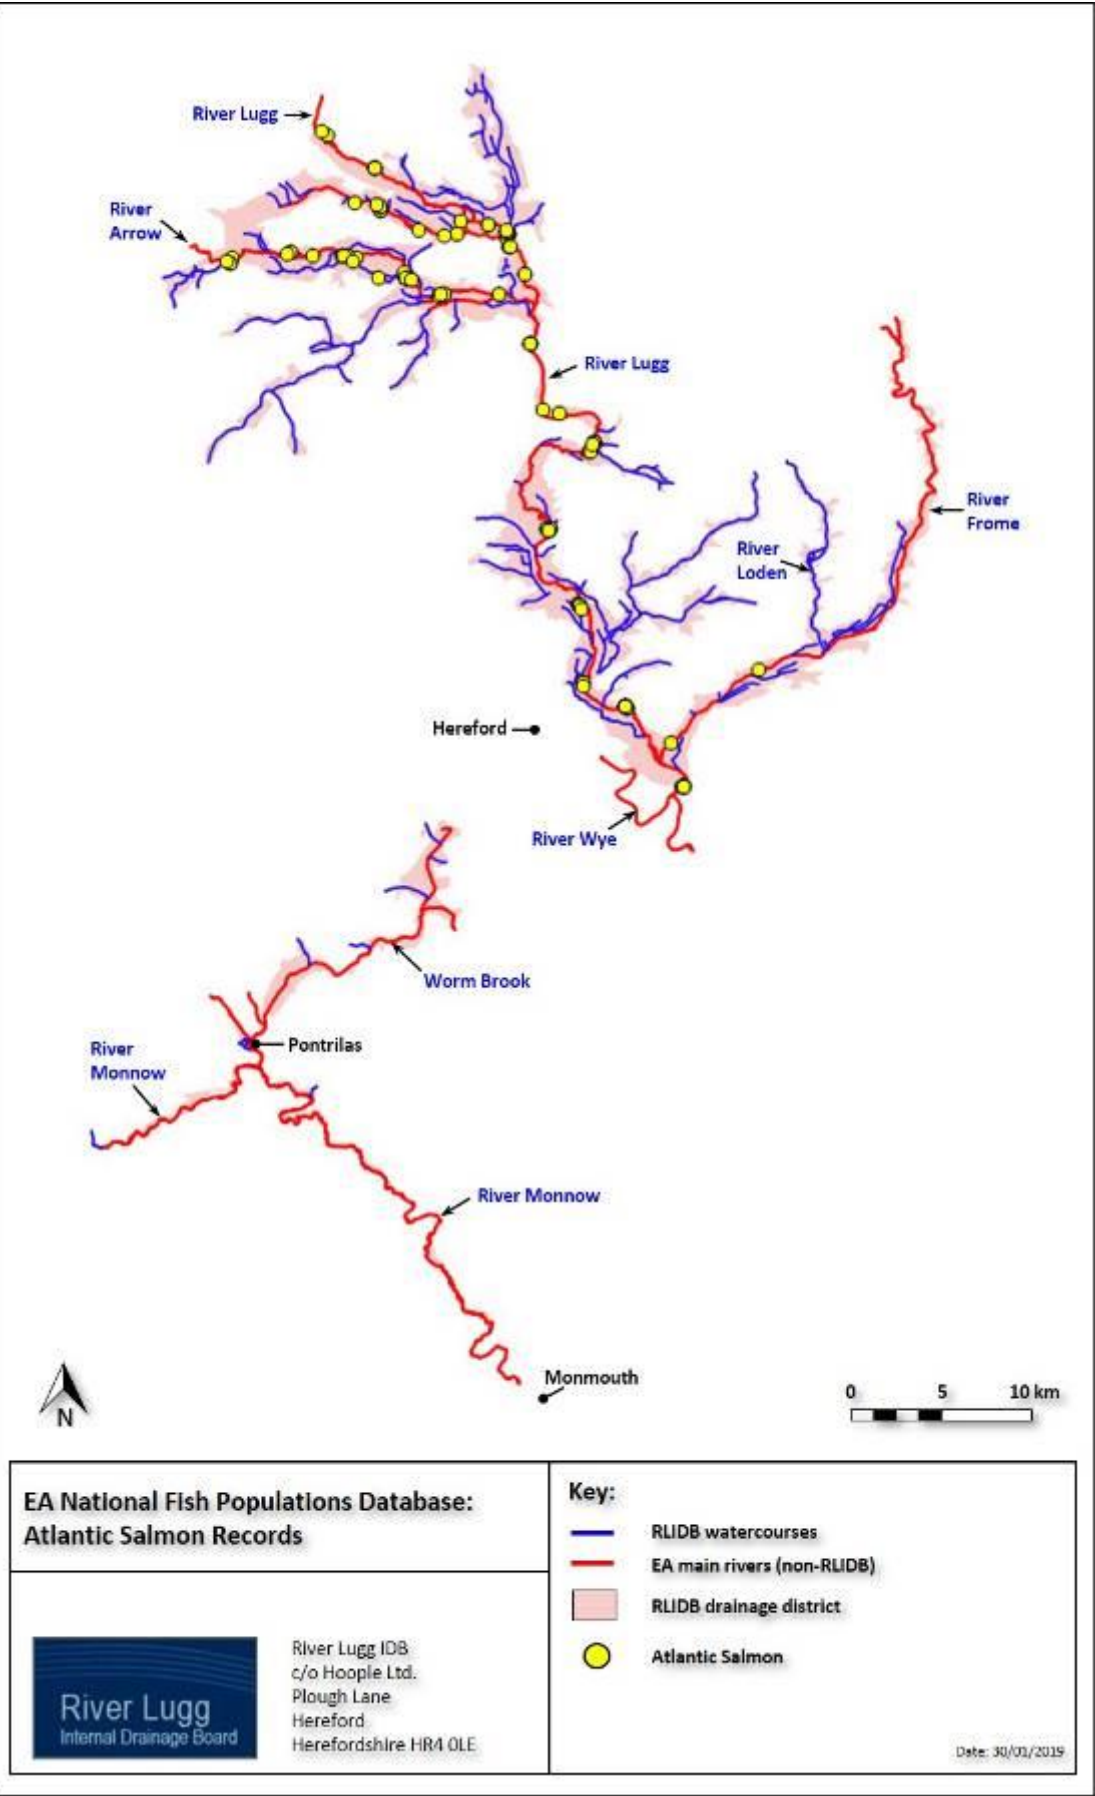 River Lugg
River
Arrow
River Lugg
River
Frome
River
Loden
Hereford
River Wye
Worm Brook
Pontrilas
River
Monnow
River Monnow
Monmouth
N
0 5 10 km
EA National Fish Populations Database:
Atlantic Salmon Records
River Lugg
Internal Drainage Board
River Lugg IDB
c/o Hoople Ltd.
Plough Lane
Hereford
Herefordshire HR4 0LE
Key:
RLIDB watercourses
EA main rivers (non-RLIDB)
RLIDB drainage district
Atlantic Salmon
Date: 30/01/2019